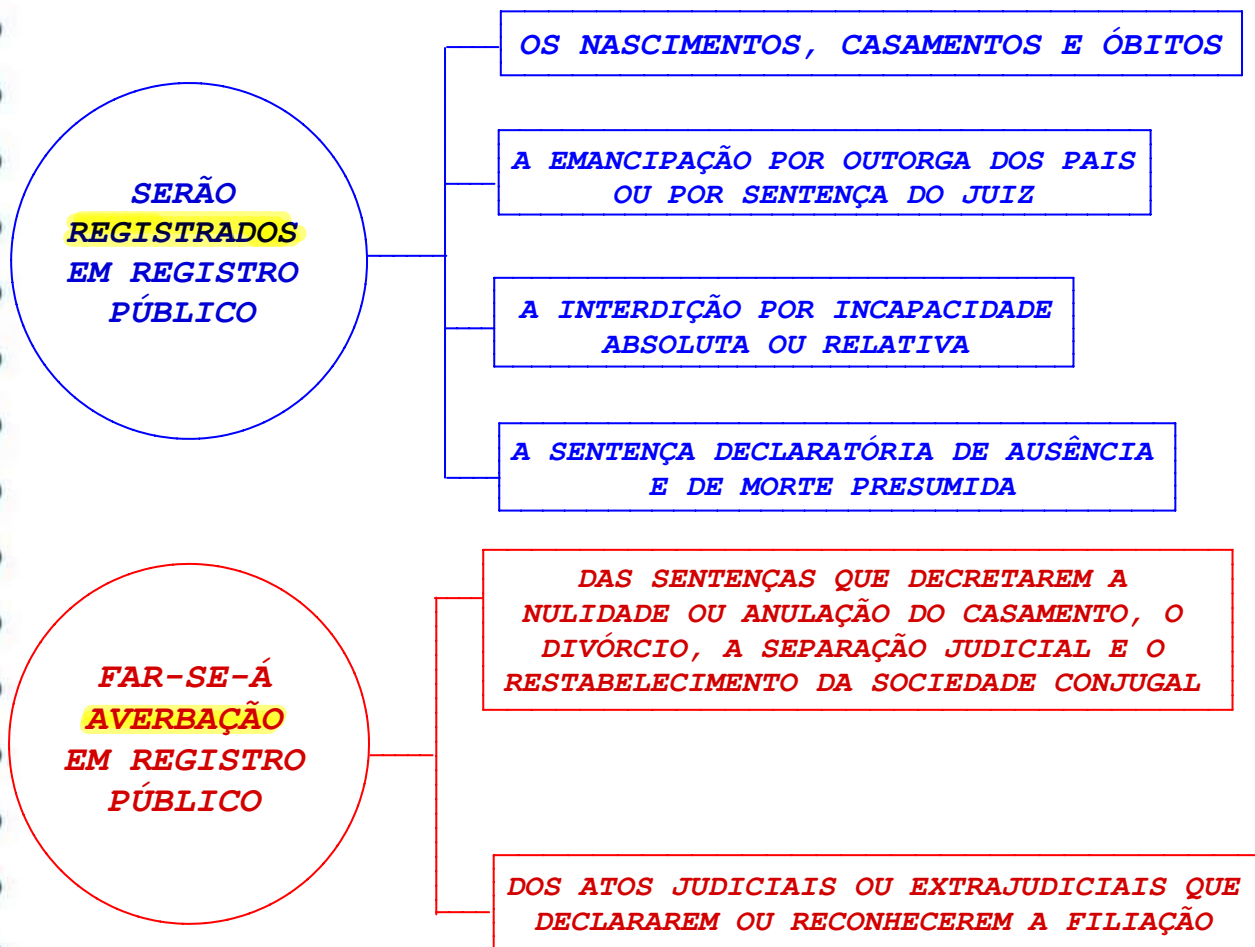 SERÃO
REGISTRADOS
EM REGISTRO
PÚBLICO
OS NASCIMENTOS, CASAMENTOS E ÓBITOS
A EMANCIPAÇÃO POR OUTORGA DOS PAIS
OU POR SENTENÇA DO JUIZ
A INTERDIÇÃO POR INCAPACIDADE
ABSOLUTA OU RELATIVA
A SENTENÇA DECLARATÓRIA DE AUSÊNCIA
E DE MORTE PRESUMIDA
FAR-SE-Á
AVERBAÇÃO
EM REGISTRO
PÚBLICO
DAS SENTENÇAS QUE DECRETAREM A
NULIDADE OU ANULAÇÃO DO CASAMENTO, O
DIVÓRCIO, A SEPARAÇÃO JUDICIAL E O
RESTABELECIMENTO DA SOCIEDADE CONJUGAL
DOS ATOS JUDICIAIS OU EXTRAJUDICIAIS QUE
DECLARAREM OU RECONHECEREM A FILIAÇÃO